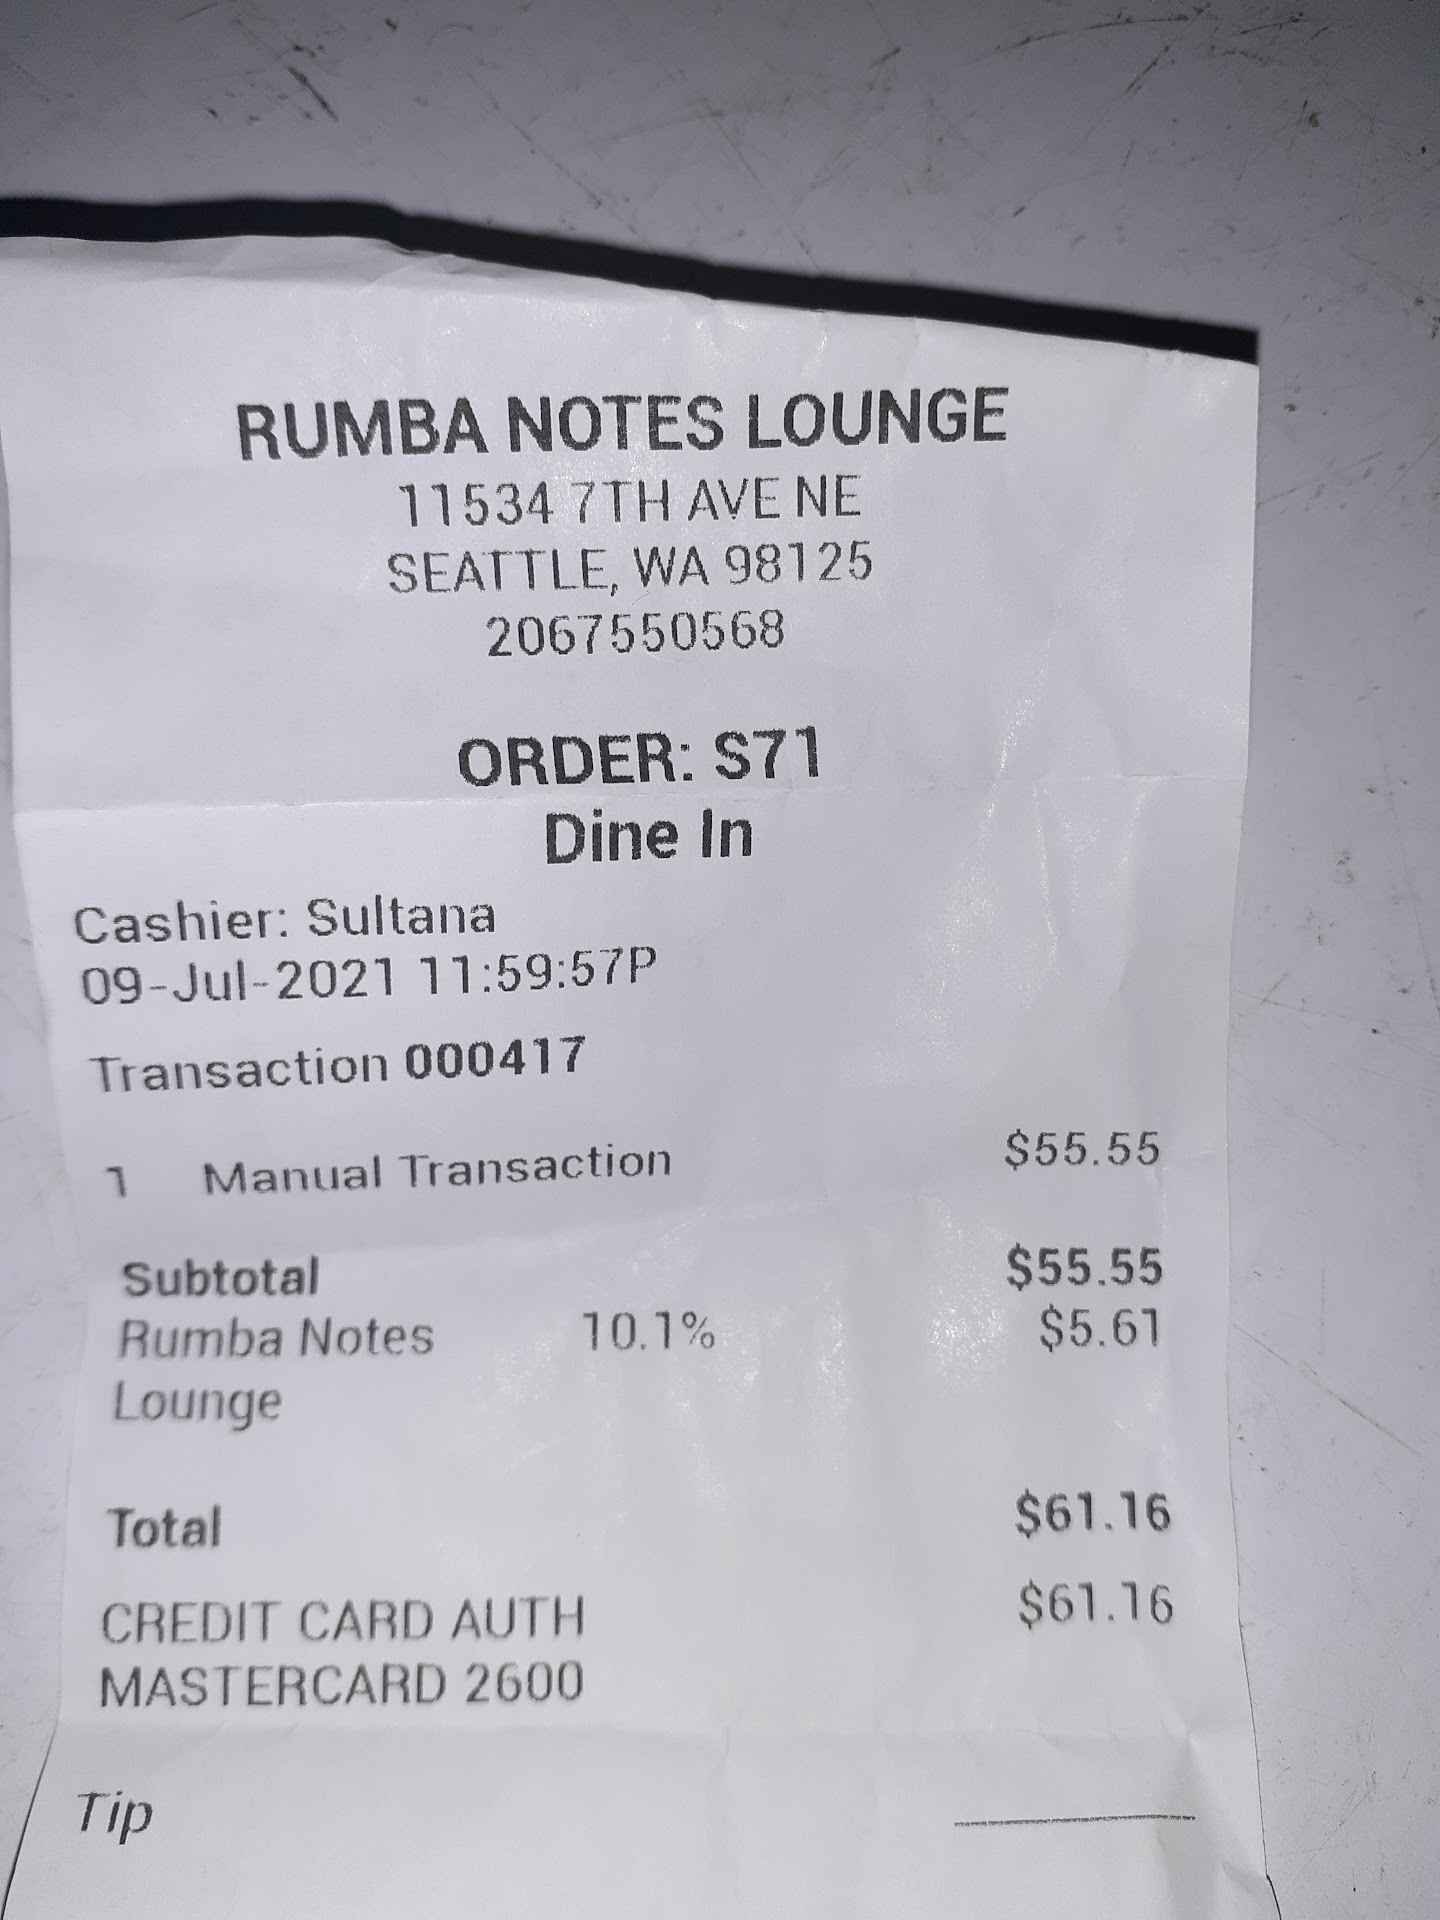 RUMBA NOTES LOUNGE
11534 7TH AVE NE
SEATTLE, WA 98125
2067550568
ORDER: S71
Dine In
Cashier: Sultana
09-Jul-2021 11:59:57P
Transaction 000417
1 Manual Transaction $55.55
Subtotal $55.55
Rumba Notes 10.1% $5.61
Lounge
Total $61.16
CREDIT CARD AUTH $61.16
MASTERCARD 2600
Tip